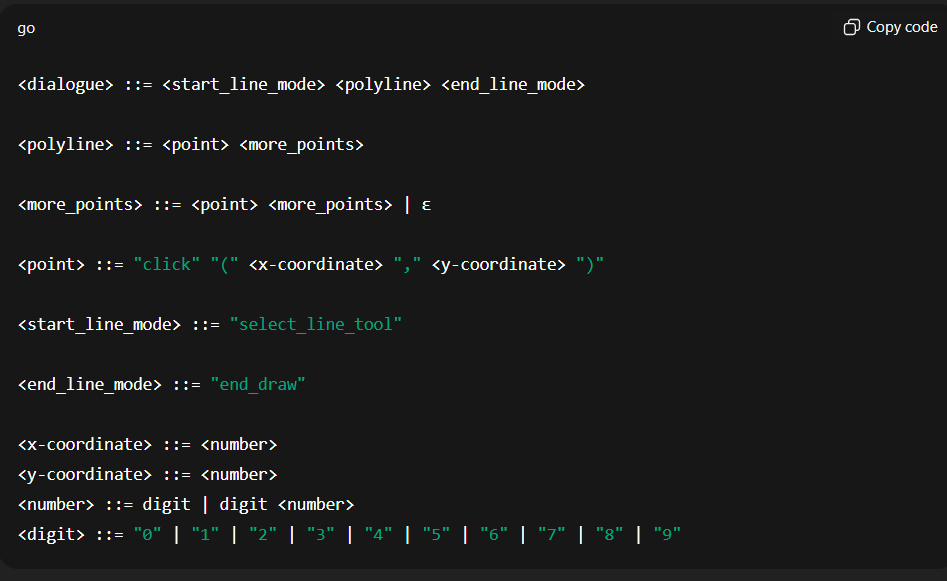 go
Copy code
<dialogue> ::= <start_line_mode> <polyline> <end_line_mode>
<polyline> ::= <point> <more_points>
<more_points> ::= <point> <more_points> | ε
<point> ::= "click" "(" <x-coordinate> "," <y-coordinate> ")"
<start_line_mode> ::= "select_line_tool"
<end_line_mode> ::= "end_draw"
<x-coordinate> ::= <number>
<y-coordinate> ::= <number>
<number> ::= digit | digit <number>
<digit> ::= "0" | "1" | "2" | "3" | "4" | "5" | "6" | "7" | "8" | "9"